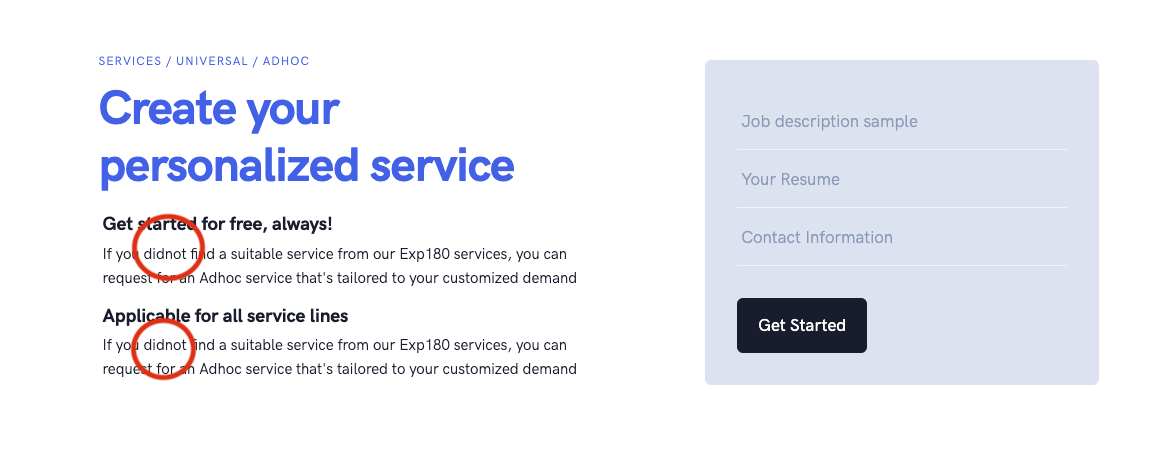 SERVICES / UNIVERSAL / ADHOC
Create your
personalized service
Get started for free, always!
If you didnot find a suitable service from our Exp180 services, you can
request for an Adhoc service that's tailored to your customized demand
Applicable for all service lines
If you didnot find a suitable service from our Exp180 services, you can
request for an Adhoc service that's tailored to your customized demand
Job description sample
Your Resume
Contact Information
Get Started